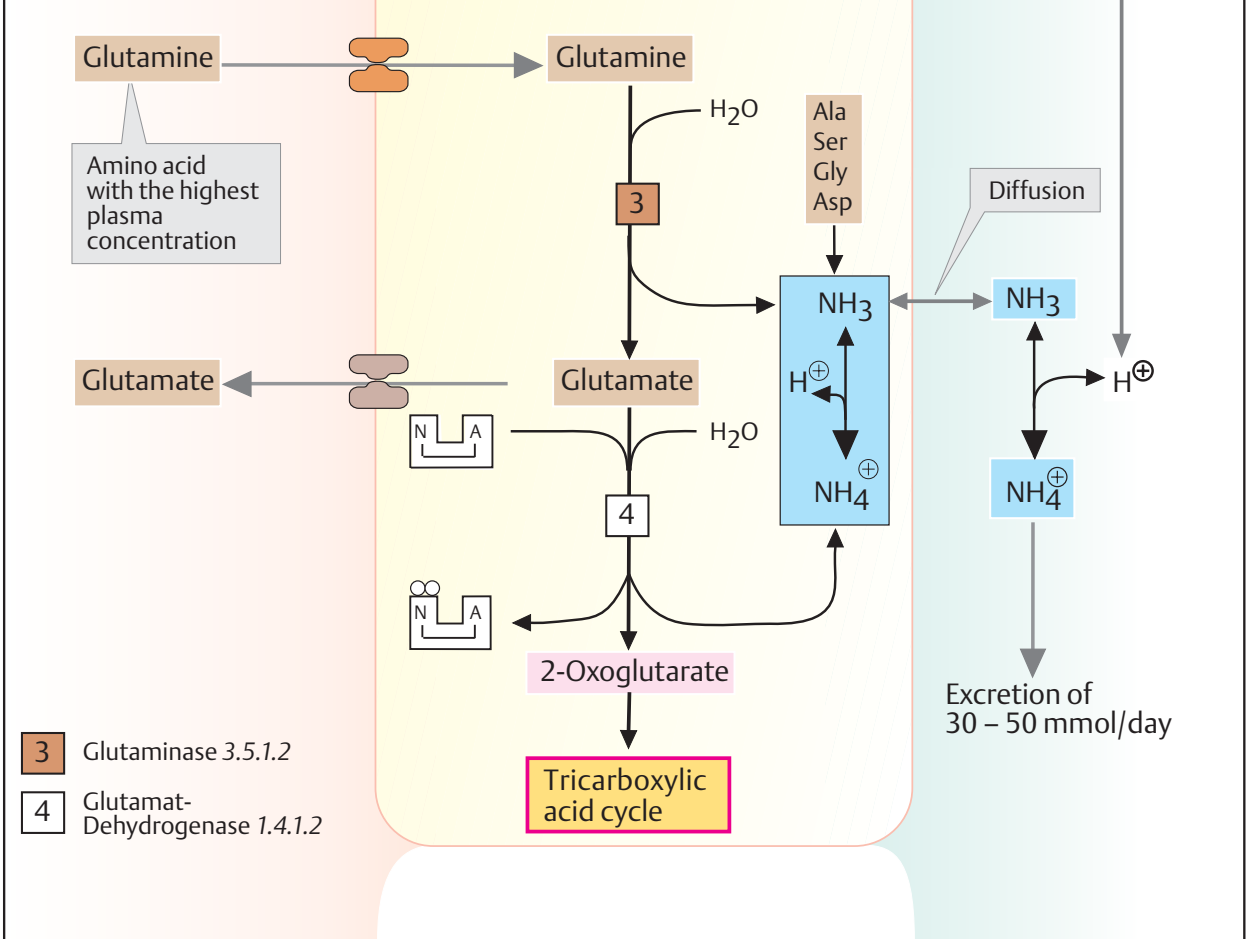 Glutamine
Glutamine
H2O
Amino acid
with the highest
plasma
concentration
3
Ala
Ser
Gly
Asp
Diffusion
NH3
NH3
Glutamate
Glutamate
H⊕
H⊕
N A
H2O
4
NH4⊕
NH4⊕
N A
2-Oxoglutarate
Excretion of
30 – 50 mmol/day
3 Glutaminase 3.5.1.2
4 Glutamat-
Dehydrogenase 1.4.1.2
Tricarboxylic
acid cycle